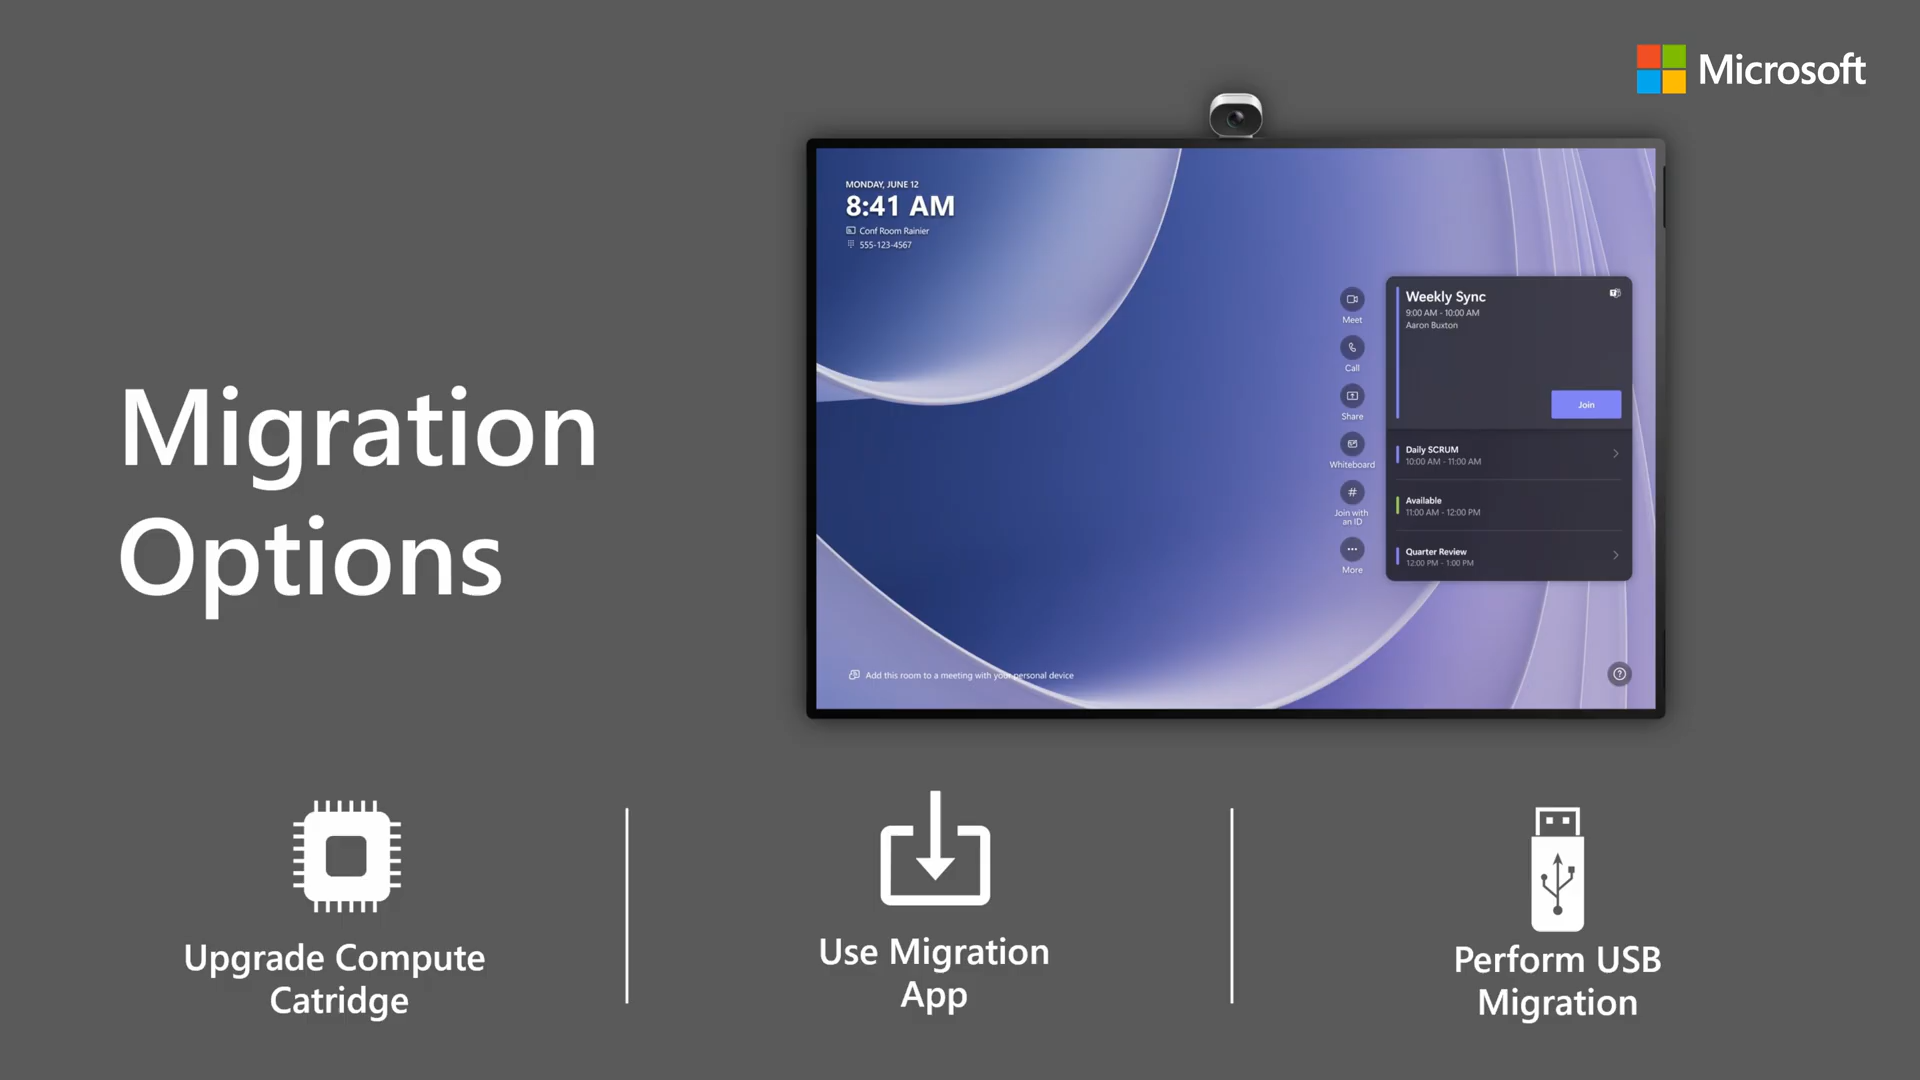 Microsoft
MONDAY, JUNE 12
8:41 AM
Conf Room Rainier
555-123-4567
Meet
Call
Share
Whiteboard
Join with
an ID
More
Weekly Sync
9:00 AM - 10:00 AM
Aaron Buxton
Join
Daily SCRUM
10:00 AM - 11:00 AM
Available
11:00 AM - 12:00 PM
Quarter Review
12:00 PM - 1:00 PM
Add this room to a meeting with your personal device
Migration
Options
Upgrade Compute
Catridge
Use Migration
App
Perform USB
Migration